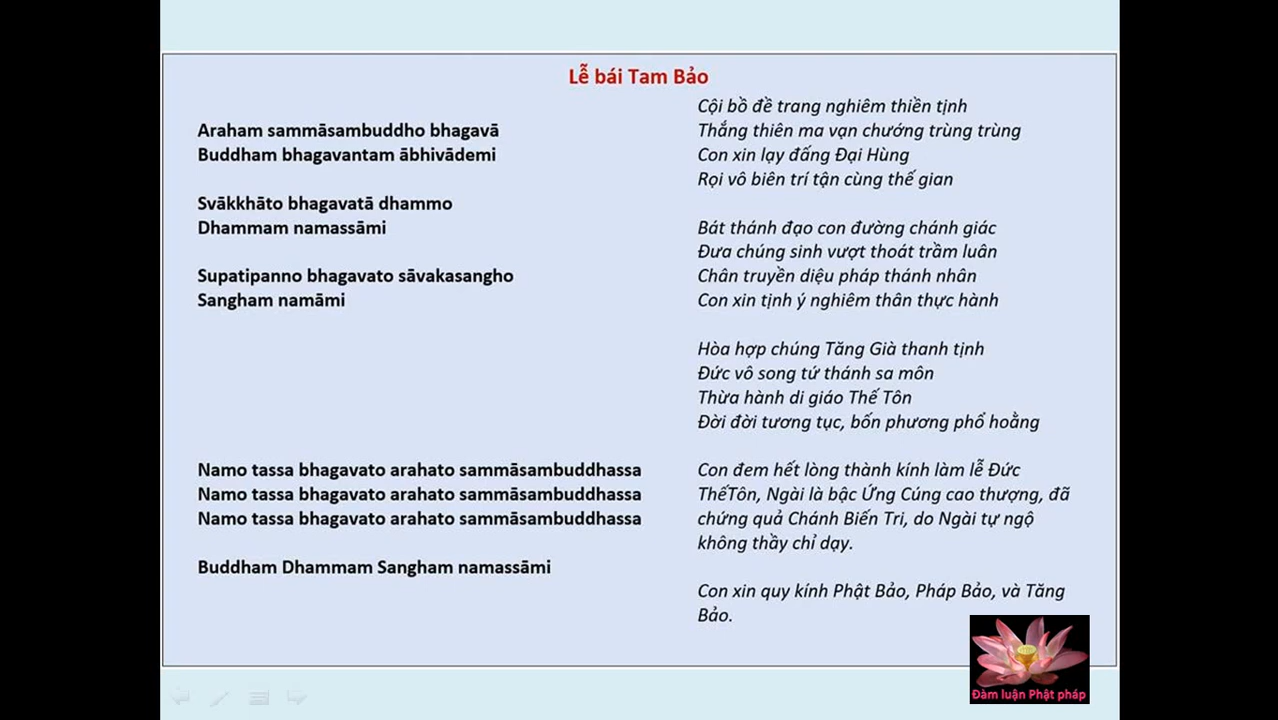 Lễ bái Tam Bảo
Araham sammāsambuddho bhagavā
Buddham bhagavantam ābhivādemi
Svākkhāto bhagavatā dhammo
Dhammam namassāmi
Supatipanno bhagavato sāvakasangho
Sangham namāmi
Namo tassa bhagavato arahato sammāsambuddhassa
Namo tassa bhagavato arahato sammāsambuddhassa
Namo tassa bhagavato arahato sammāsambuddhassa
Buddham Dhammam Sangham namassāmi
Cội bồ đề trang nghiêm thiền tịnh
Thắng thiên ma vạn chướng trùng trùng
Con xin lạy đấng Đại Hùng
Rọi vô biên trí tận cùng thế gian
Bát thánh đạo con đường chánh giác
Đưa chúng sinh vượt thoát trầm luân
Chân truyền diệu pháp thánh nhân
Con xin tịnh ý nghiêm thân thực hành
Hòa hợp chúng Tăng Già thanh tịnh
Đức vô song tứ thánh sa môn
Thừa hành di giáo Thế Tôn
Đời đời tương tục, bốn phương phổ hoằng
Con đem hết lòng thành kính làm lễ Đức
ThếTôn, Ngài là bậc Ứng Cúng cao thượng, đã
chứng quả Chánh Biến Tri, do Ngài tự ngộ
không thầy chỉ dạy.
Con xin quy kính Phật Bảo, Pháp Bảo, và Tăng
Bảo.
Đàm luận Phật pháp